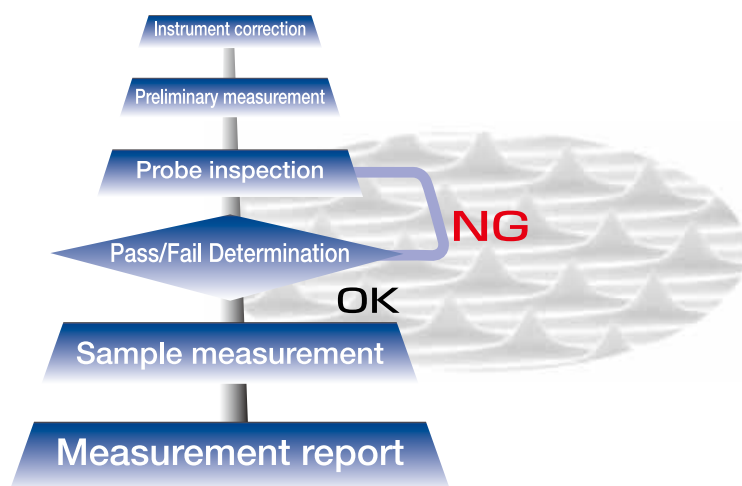 Instrument correction
Preliminary measurement
Probe inspection
NG
Pass/Fail Determination
OK
Sample measurement
Measurement report